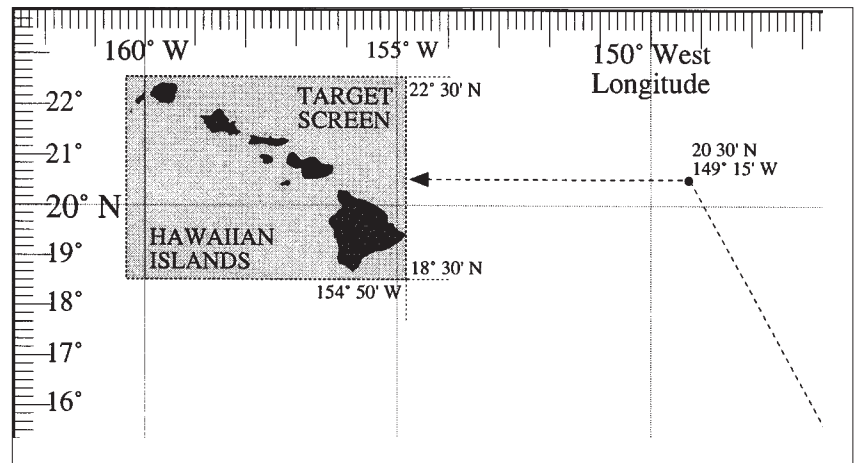 160° W
155° W
150° West
Longitude
22°
21°
20° N
19°
18°
17°
16°
TARGET
SCREEN
22° 30' N
20 30' N
149° 15' W
HAWAIIAN
ISLANDS
18° 30' N
154° 50' W